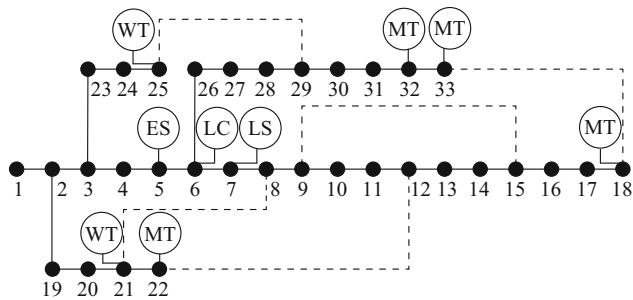 WT MT MT
23 24 25 26 27 28 29 30 31 32 33
ES LC LS MT
1 2 3 4 5 6 7 8 9 10 11 12 13 14 15 16 17 18
WT MT
19 20 21 22